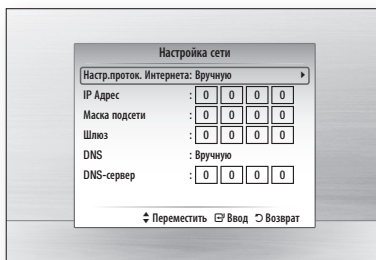 Настройка сети
Настр.проток. Интернета: Вручную
IP Адрес : 0 0 0 0
Маска подсети : 0 0 0 0
Шлюз : 0 0 0 0
DNS : Вручную
DNS-сервер : 0 0 0 0
Переместить Ввод Возврат